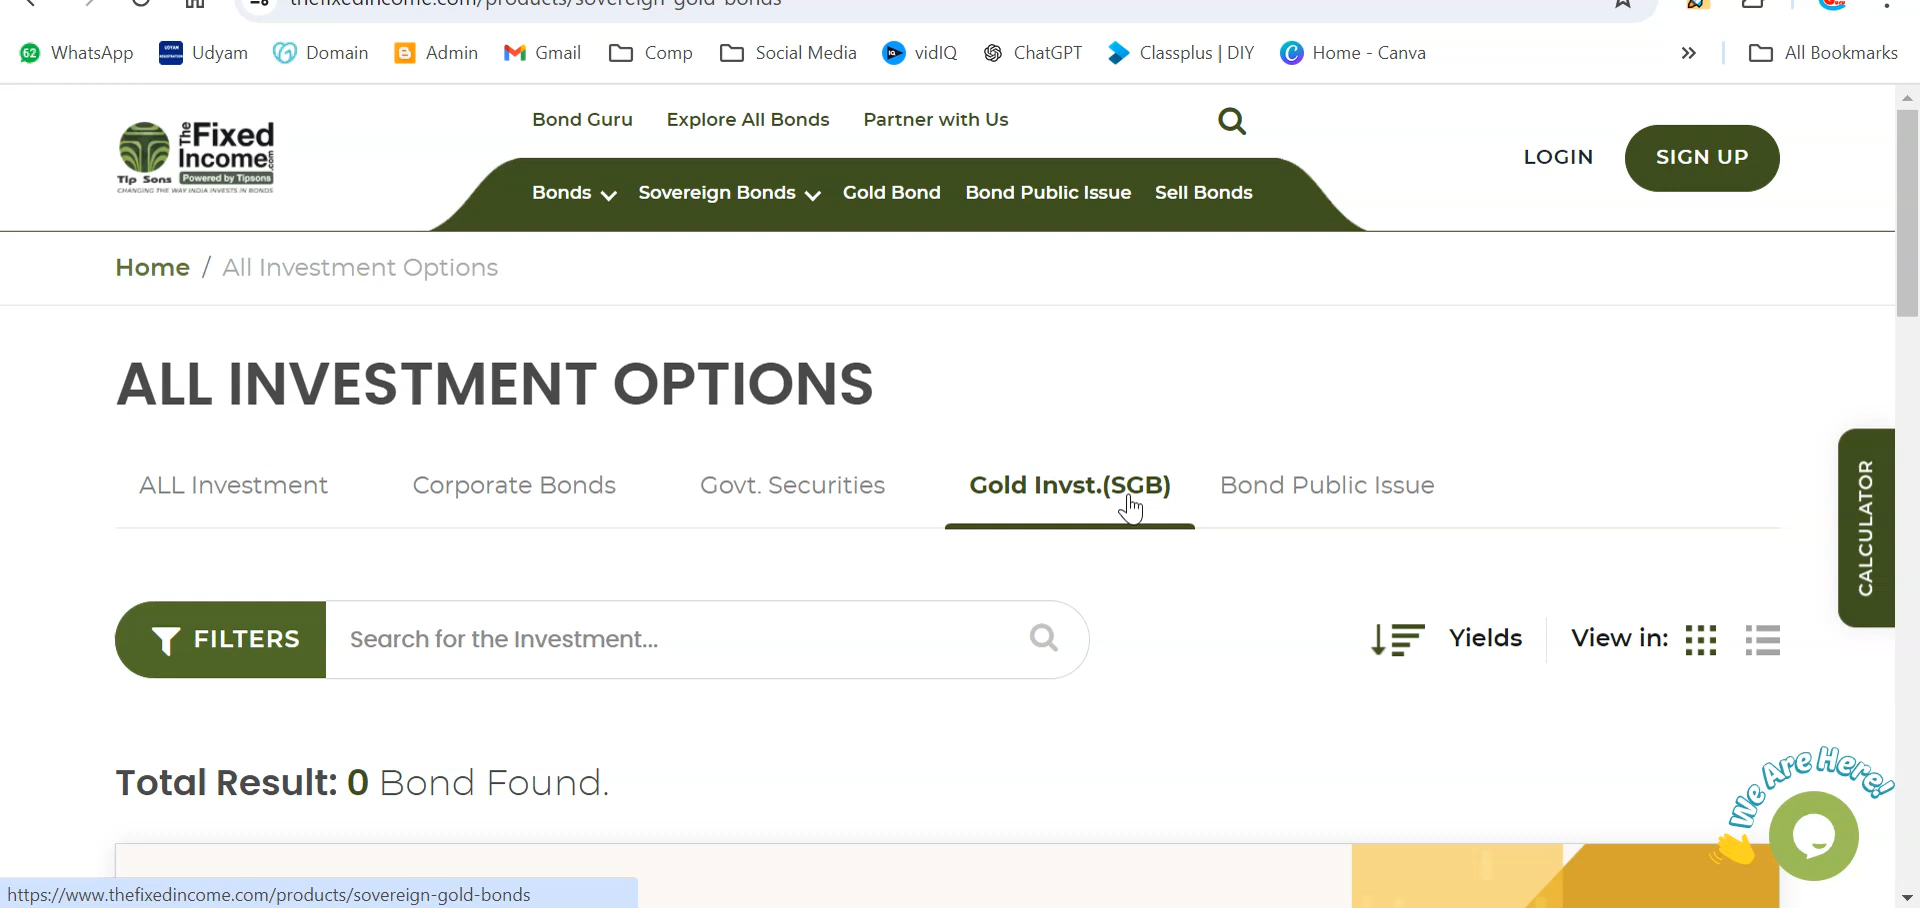 thefixedincome.com/products/sovereign-gold-bonds
62 WhatsApp Udyam Domain Admin Gmail Comp Social Media vidIQ ChatGPT Classplus | DIY Home - Canva » All Bookmarks
Bond Guru Explore All Bonds Partner with Us
The Fixed Income.com
Tip Sons Powered by Tipsons
CHANGING THE WAY INDIA INVESTS IN BONDS
LOGIN SIGN UP
Bonds Sovereign Bonds Gold Bond Bond Public Issue Sell Bonds
Home / All Investment Options
ALL INVESTMENT OPTIONS
ALL Investment Corporate Bonds Govt. Securities Gold Invst.(SGB) Bond Public Issue
CALCULATOR
FILTERS Search for the Investment... Yields View in:
Total Result: 0 Bond Found.
We Are Here!
https://www.thefixedincome.com/products/sovereign-gold-bonds